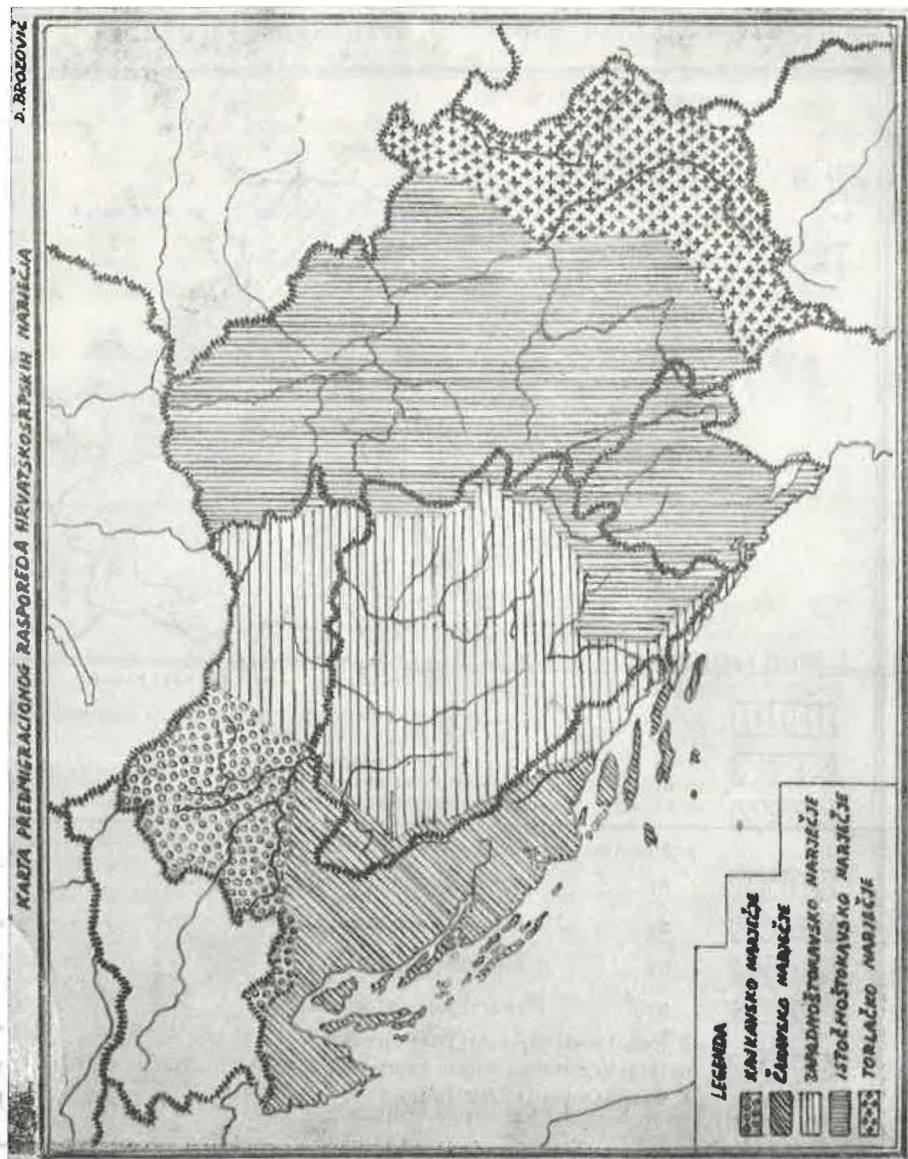 D. BROZOVIĆ
KARTA PREDMIGRACIONOG RASPOREDA HRVATSKOSRPSKIH NARJEČJA
LEGENDA
KAJKAVSKO NARJEČJE
ČAKAVSKO NARJEČJE
ZAPADNOŠTOKAVSKO NARJEČJE
ISTOČNOŠTOKAVSKO NARJEČJE
TORLAČKO NARJEČJE